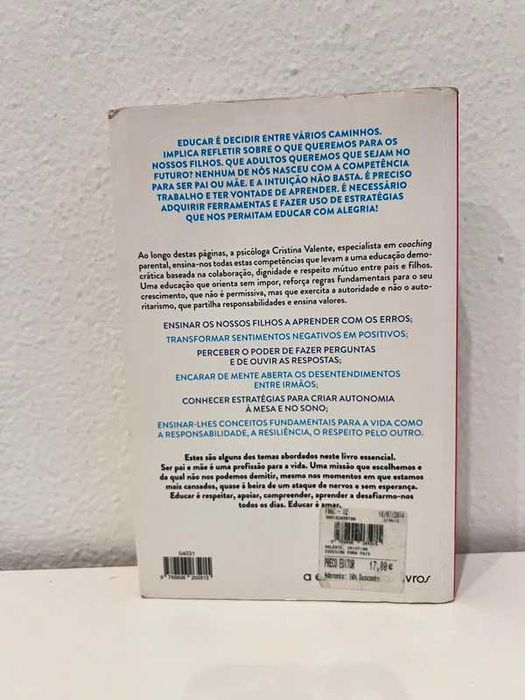 EDUCAR É DECIDIR ENTRE VÁRIOS CAMINHOS.
IMPLICA REFLETIR SOBRE O QUE QUEREMOS PARA OS
NOSSOS FILHOS. QUE ADULTOS QUEREMOS QUE SEJAM NO
FUTURO? NENHUM DE NÓS NASCEU COM A COMPETÊNCIA
PARA SER PAI OU MÃE. E A INTUIÇÃO NÃO BASTA. É PRECISO
TRABALHO E TER VONTADE DE APRENDER. É NECESSÁRIO
ADQUIRIR FERRAMENTAS E FAZER USO DE ESTRATÉGIAS
QUE NOS PERMITAM EDUCAR COM ALEGRIA!
Ao longo destas páginas, a psicóloga Cristina Valente, especialista em coaching
parental, ensina-nos todas estas competências que levam a uma educação demo-
crática baseada na colaboração, dignidade e respeito mútuo entre pais e filhos.
Uma educação que orienta sem impor, reforça regras fundamentais para o seu
crescimento, que não é permissiva, mas que exercita a autoridade e não o auto-
ritarismo, que partilha responsabilidades e ensina valores.
ENSINAR OS NOSSOS FILHOS A APRENDER COM OS ERROS;
TRANSFORMAR SENTIMENTOS NEGATIVOS EM POSITIVOS;
PERCEBER O PODER DE FAZER PERGUNTAS
E DE OUVIR AS RESPOSTAS;
ENCARAR DE MENTE ABERTA OS DESENTENDIMENTOS
ENTRE IRMÃOS;
CONHECER ESTRATÉGIAS PARA CRIAR AUTONOMIA
À MESA E NO SONO;
ENSINAR-LHES CONCEITOS FUNDAMENTAIS PARA A VIDA COMO
A RESPONSABILIDADE, A RESILIÊNCIA, O RESPEITO PELO OUTRO.
Estes são alguns dos temas abordados neste livro essencial.
Ser pai e mãe é uma profissão para a vida. Uma missão que escolhemos e
da qual não nos podemos demitir, mesmo nos momentos em que estamos
mais cansados, quase à beira de um ataque de nervos e sem esperança.
Educar é respeitar, apoiar, compreender, aprender a desafiarmo-nos
todos os dias. Educar é amar.
04031
PREÇO EDITOR 17,00 €
10% Desconto
a e
vros